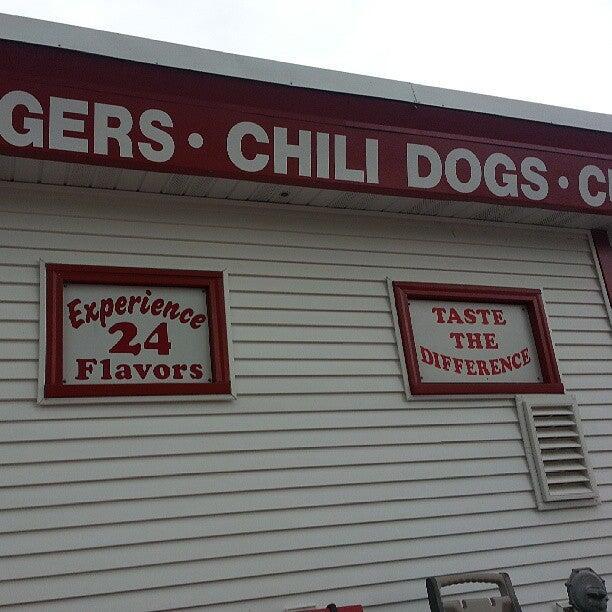 GERS · CHILI DOGS ·
Experience
24
Flavors
TASTE
THE
DIFFERENCE